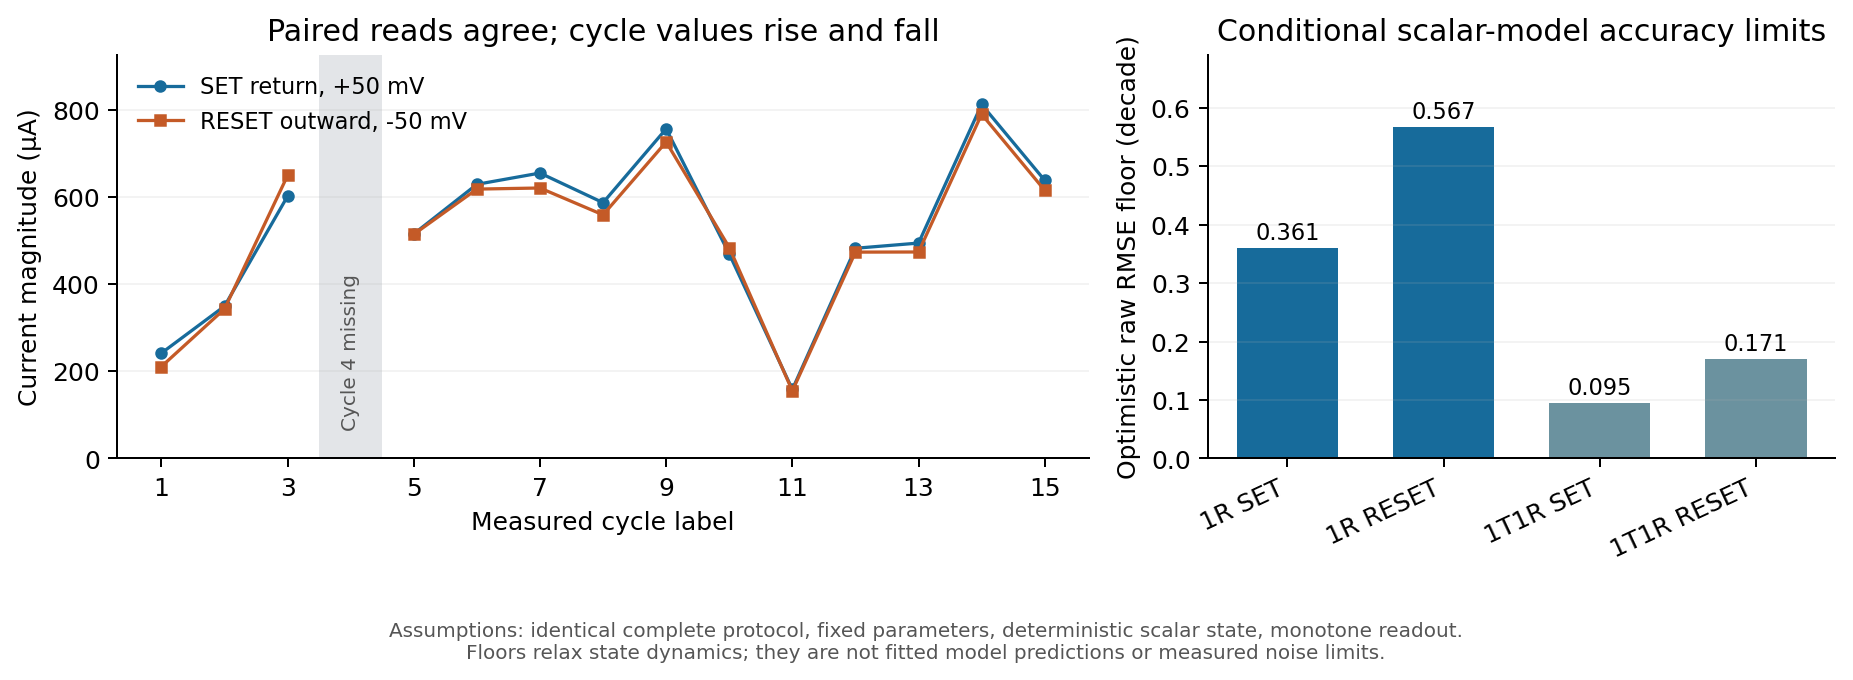 Paired reads agree; cycle values rise and fall
Current magnitude (µA)
800
600
400
200
0
SET return, +50 mV
RESET outward, -50 mV
Cycle 4 missing
1
3
5
7
9
11
13
15
Measured cycle label
Conditional scalar-model accuracy limits
Optimistic raw RMSE floor (decade)
0.6
0.5
0.4
0.3
0.2
0.1
0.0
0.361
0.567
0.095
0.171
1R SET
1R RESET
1T1R SET
1T1R RESET
Assumptions: identical complete protocol, fixed parameters, deterministic scalar state, monotone readout.
Floors relax state dynamics; they are not fitted model predictions or measured noise limits.